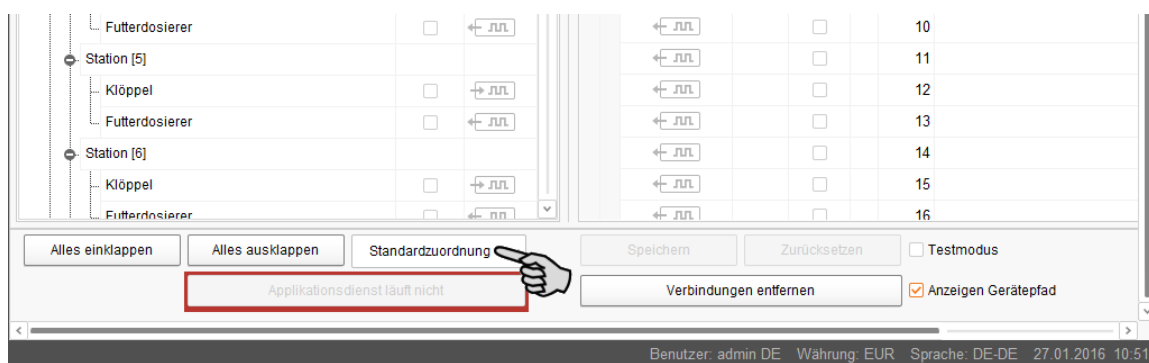 Futterdosierer 10
Station [5] 11
Klöppel 12
Futterdosierer 13
Station [6] 14
Klöppel 15
Futterdosierer 16
Alles einklappen Alles ausklappen Standardzuordnung Speichern Zurücksetzen Testmodus
Applikationsdienst läuft nicht Verbindungen entfernen Anzeigen Gerätepfad
Benutzer: admin DE Währung: EUR Sprache: DE-DE 27.01.2016 10:51